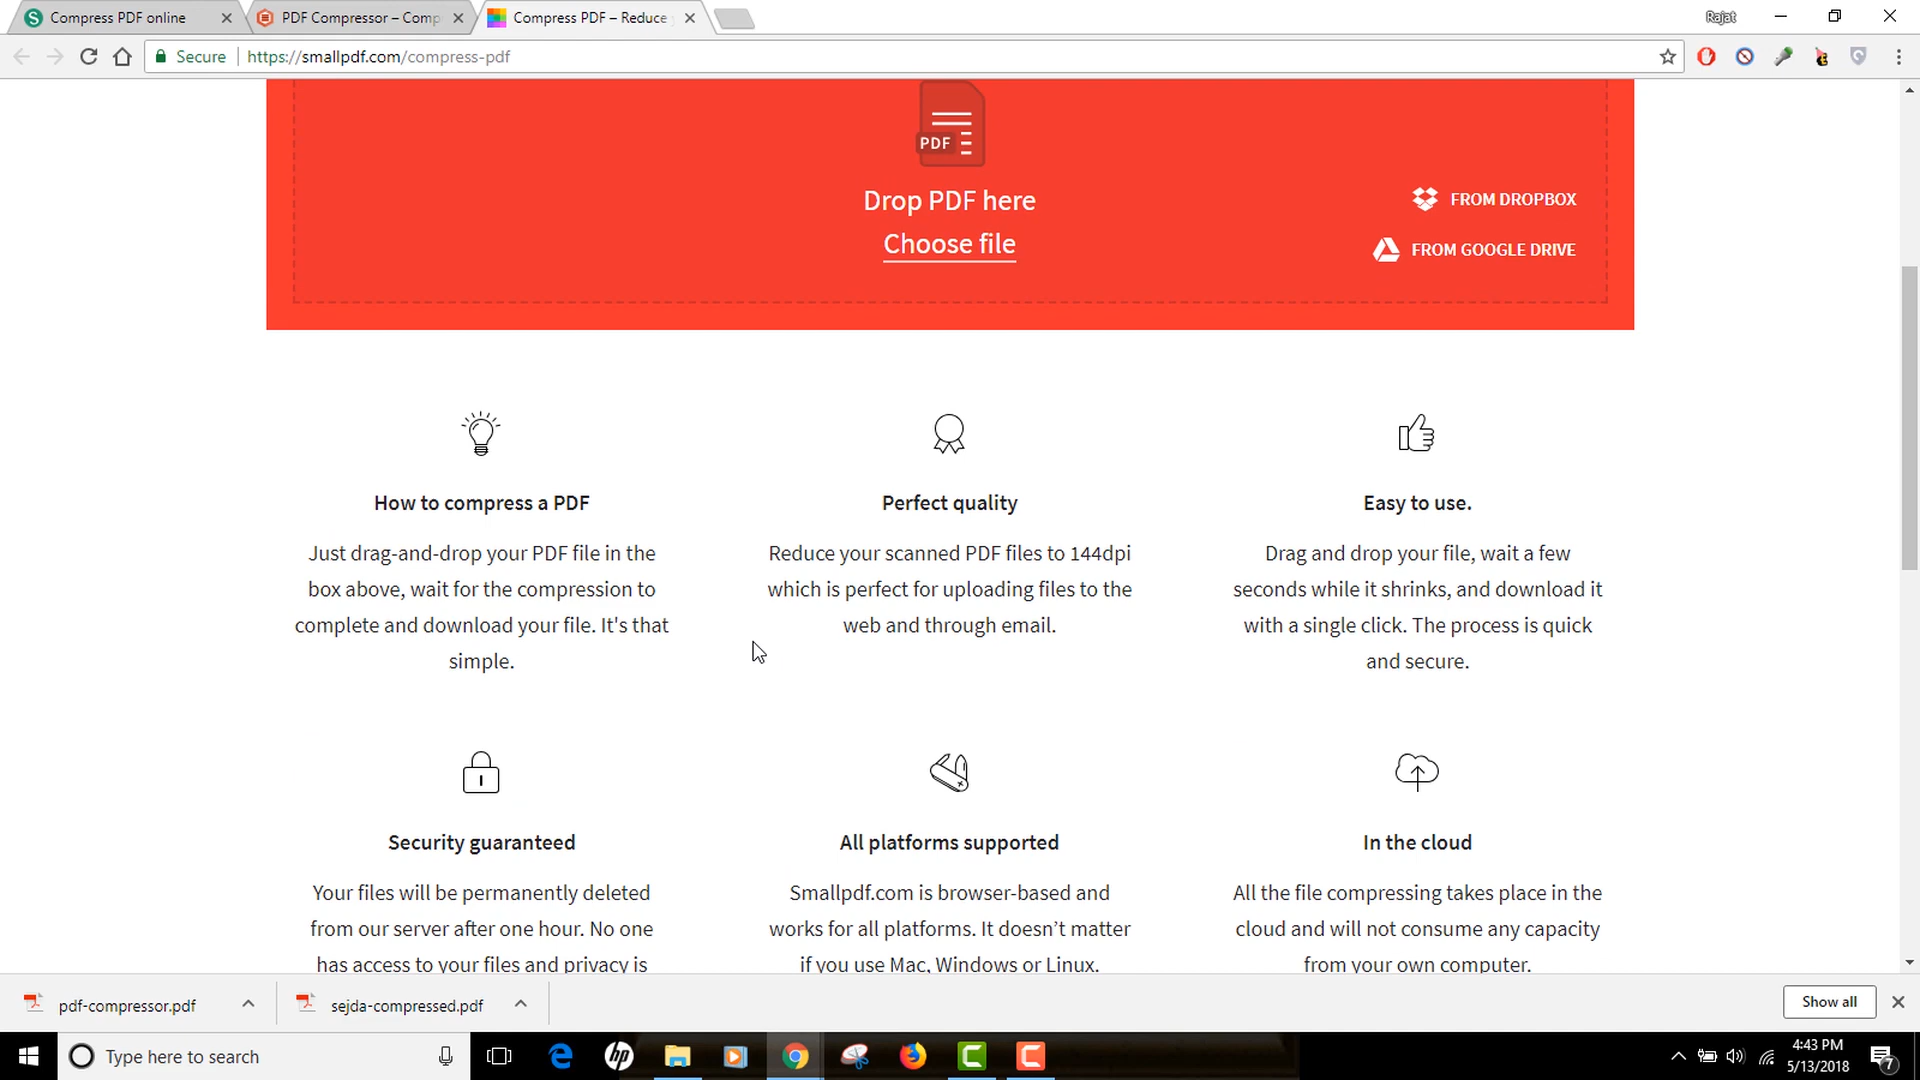 Compress PDF online
PDF Compressor – Comp
Compress PDF – Reduce
Rajat
Secure
https://smallpdf.com/compress-pdf
PDF
Drop PDF here
Choose file
FROM DROPBOX
FROM GOOGLE DRIVE
How to compress a PDF
Just drag-and-drop your PDF file in the
box above, wait for the compression to
complete and download your file. It's that
simple.
Perfect quality
Reduce your scanned PDF files to 144dpi
which is perfect for uploading files to the
web and through email.
Easy to use.
Drag and drop your file, wait a few
seconds while it shrinks, and download it
with a single click. The process is quick
and secure.
Security guaranteed
Your files will be permanently deleted
from our server after one hour. No one
has access to your files and privacy is
All platforms supported
Smallpdf.com is browser-based and
works for all platforms. It doesn’t matter
if you use Mac, Windows or Linux.
In the cloud
All the file compressing takes place in the
cloud and will not consume any capacity
from your own computer.
pdf-compressor.pdf
sejda-compressed.pdf
Show all
Type here to search
4:43 PM
5/13/2018
7